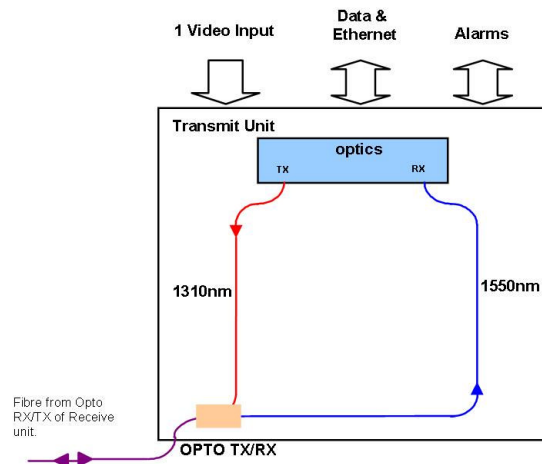 1 Video Input
Data &
Ethernet
Alarms
Transmit Unit
optics
TX
RX
1310nm
1550nm
Fibre from Opto
RX/TX of Receive
unit.
OPTO TX/RX